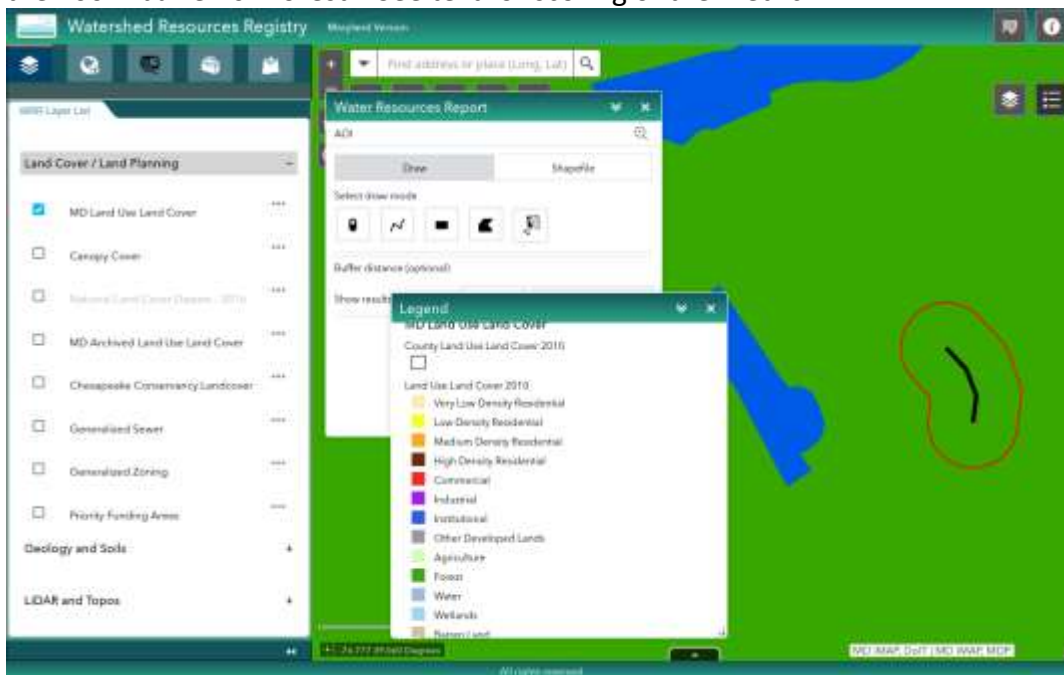 Watershed Resources Registry Maryland Version
Find address or place (Long, Lat)
Layer List
Land Cover / Land Planning -
MD Land Use Land Cover
Canopy Cover
MD Archived Land Use Land Cover
Chesapeake Conservancy Landcover
Generalized Sewer
Generalized Zoning
Priority Funding Areas
Geology and Soils +
LiDAR and Topos +
Water Resources Report
AOI
Draw Shapefile
Select draw mode
Buffer distance (optional)
Show results
Legend
MD Land Use Land Cover
County Land Use Land Cover 2010
Land Use Land Cover 2010
Very Low Density Residential
Low Density Residential
Medium Density Residential
High Density Residential
Commercial
Industrial
Institutional
Other Developed Lands
Agriculture
Forest
Water
Wetlands
Barren Land
MD iMAP, DoIT | MD iMAP, MDP
All rights reserved